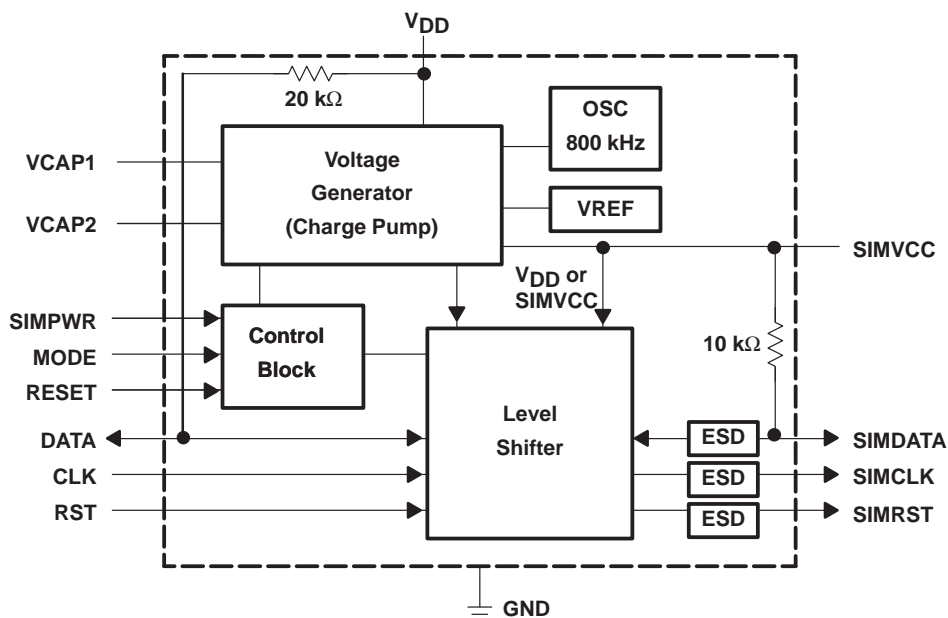 VDD
20 kΩ
OSC
800 kHz
VCAP1
Voltage
Generator
(Charge Pump)
VREF
VCAP2
SIMVCC
VDD or
SIMVCC
SIMPWR
MODE
RESET
Control
Block
10 kΩ
Level
Shifter
DATA
CLK
RST
ESD
ESD
ESD
SIMDATA
SIMCLK
SIMRST
GND